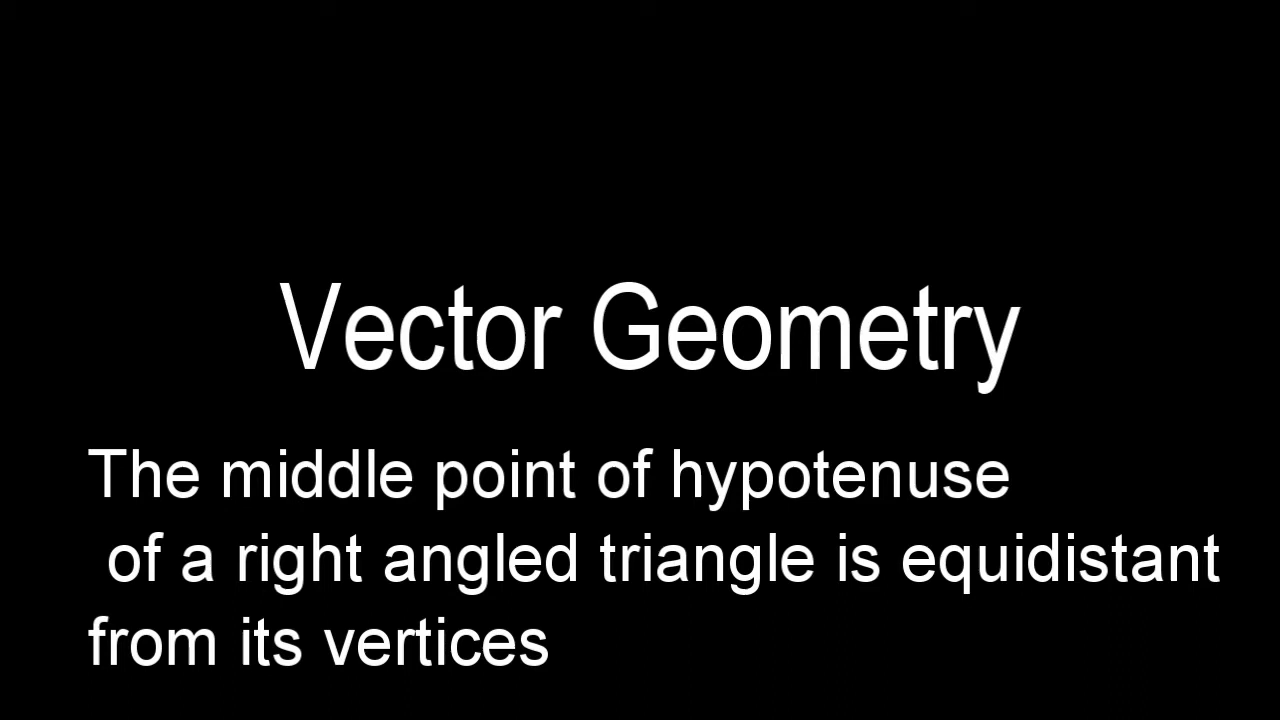 Vector Geometry
The middle point of hypotenuse
of a right angled triangle is equidistant
from its vertices